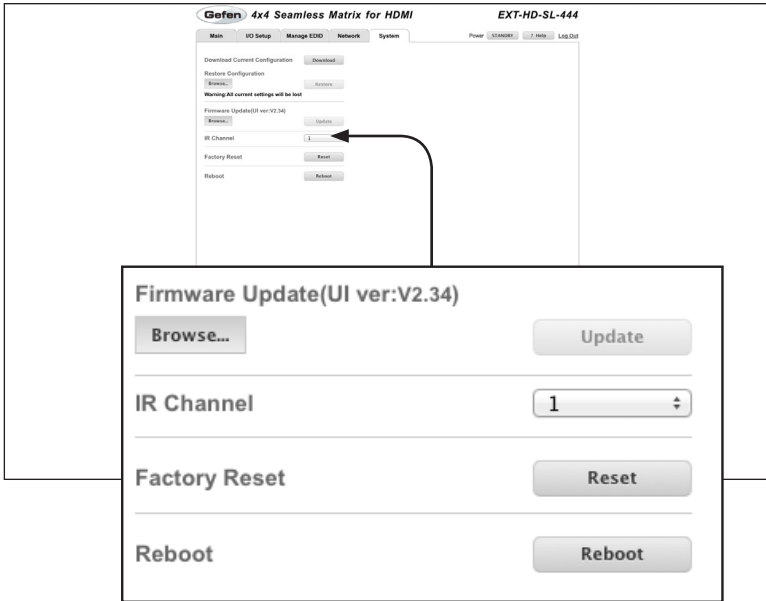 Gefen 4x4 Seamless Matrix for HDMI EXT-HD-SL-444
Main I/O Setup Manage EDID Network System Power STANDBY ? Help Log Out
Download Current Configuration Download
Restore Configuration
Browse... Restore
Warning:All current settings will be lost
Firmware Update(UI ver:V2.34)
Browse... Update
IR Channel 1
Factory Reset Reset
Reboot Reboot
Firmware Update(UI ver:V2.34)
Browse... Update
IR Channel 1
Factory Reset Reset
Reboot Reboot